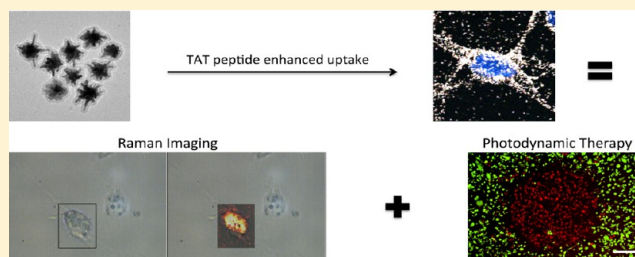 TAT peptide enhanced uptake
Raman Imaging
Photodynamic Therapy